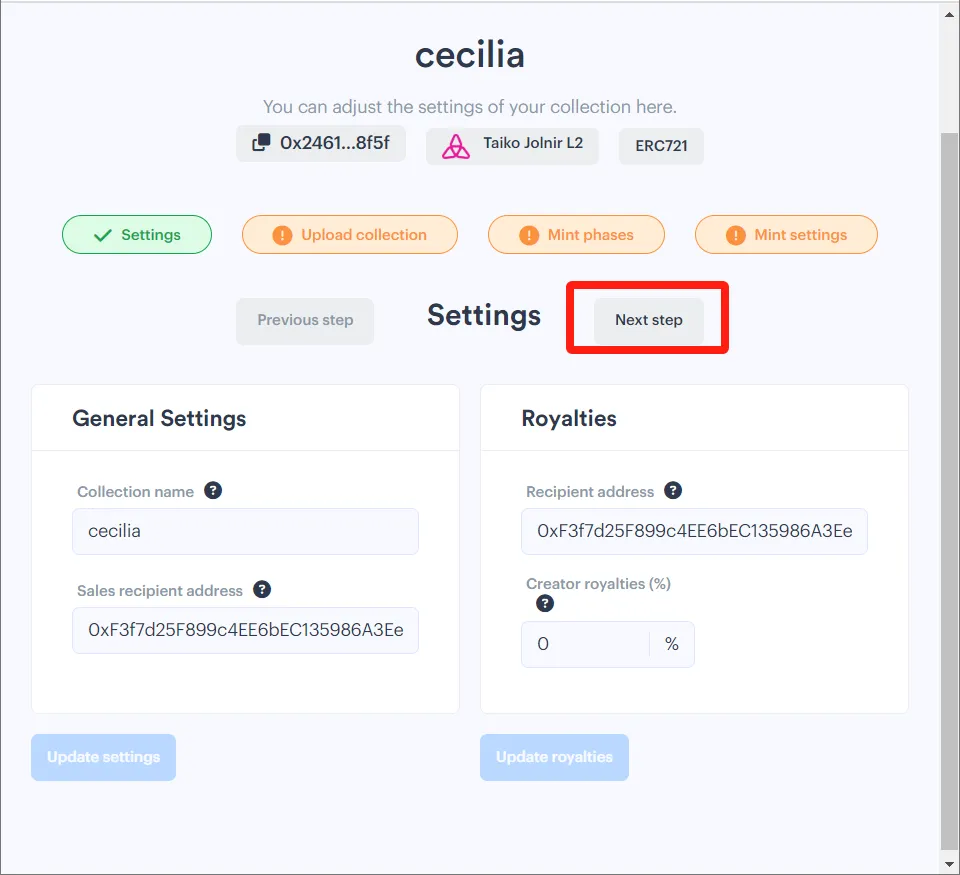 cecilia
You can adjust the settings of your collection here.
0x2461...8f5f
Taiko Jolnir L2
ERC721
Settings
! Upload collection
! Mint phases
! Mint settings
Previous step
Settings
Next step
General Settings
Collection name ?
cecilia
Sales recipient address ?
0xF3f7d25F899c4EE6bEC135986A3Ee
Royalties
Recipient address ?
0xF3f7d25F899c4EE6bEC135986A3Ee
Creator royalties (%)
?
0 %
Update settings
Update royalties